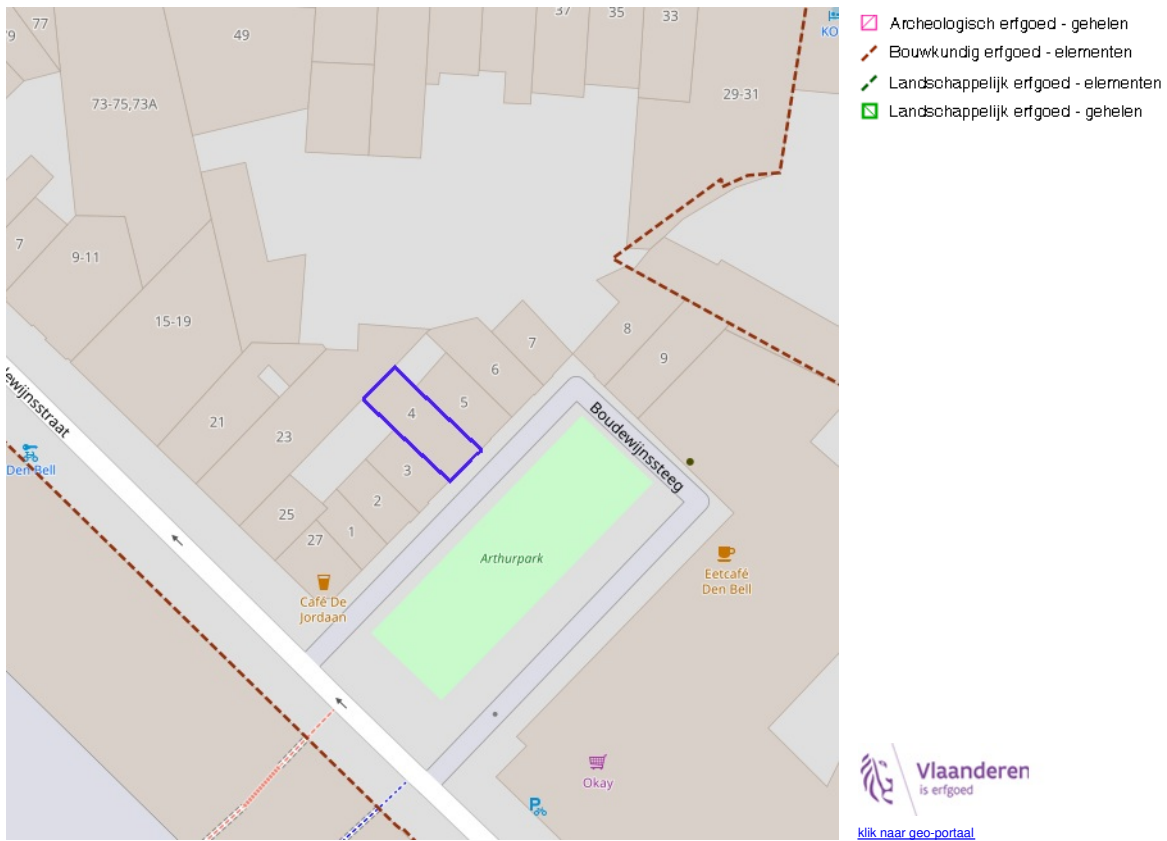 77
79
49
37
35
33
KO
73-75,73A
29-31
7
9-11
15-19
8
7
9
6
5
4
21
23
3
2
25
1
27
ewijnsstraat
Den Bell
Boudewijnssteeg
Arthurpark
Eetcafé
Den Bell
Café De
Jordaan
Okay
P
Archeologisch erfgoed - gehelen
Bouwkundig erfgoed - elementen
Landschappelijk erfgoed - elementen
Landschappelijk erfgoed - gehelen
Vlaanderen
is erfgoed
klik naar geo-portaal